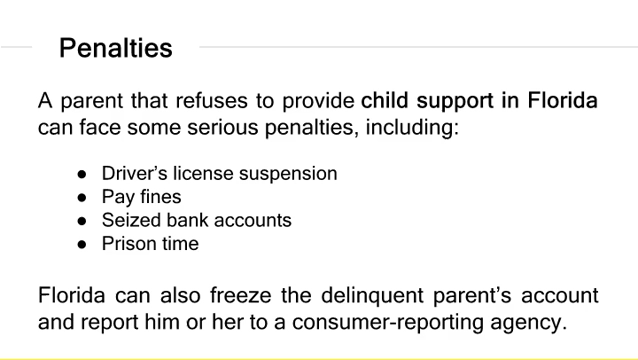 Penalties
A parent that refuses to provide child support in Florida
can face some serious penalties, including:
● Driver’s license suspension
● Pay fines
● Seized bank accounts
● Prison time
Florida can also freeze the delinquent parent’s account
and report him or her to a consumer-reporting agency.